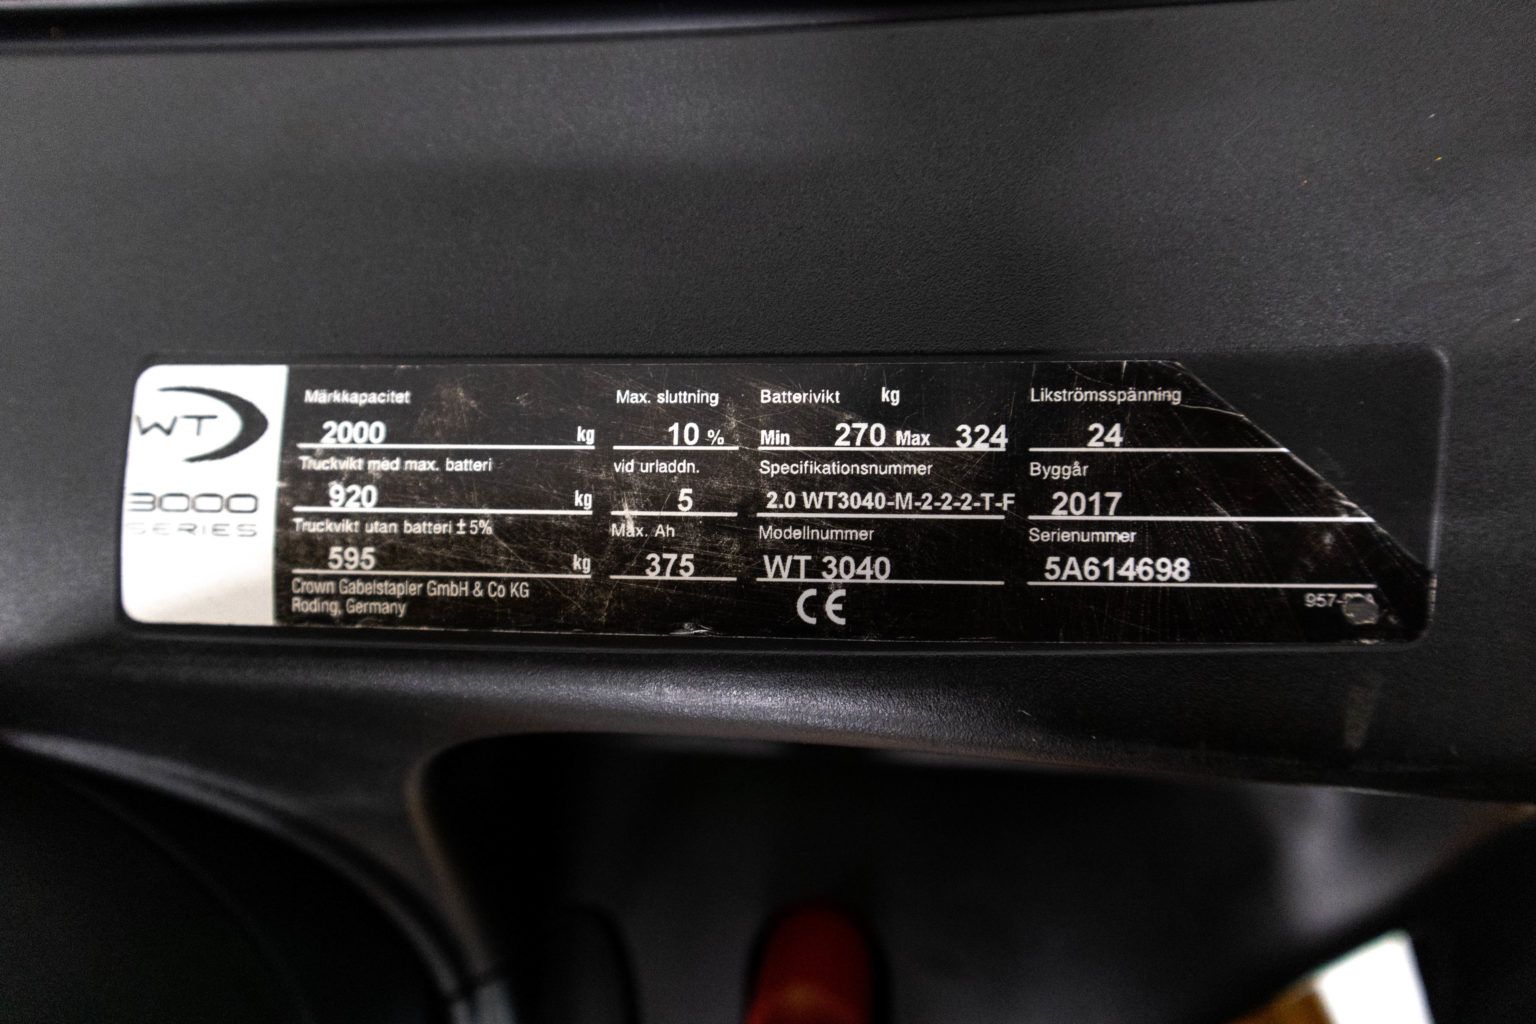 WT
3000
SERIES
Märkkapacitet
2000 kg
Truckvikt med max. batteri
920 kg
Truckvikt utan batteri ±5%
595 kg
Crown Gabelstapler GmbH & Co KG
Roding, Germany
Max. sluttning
10 %
vid urladdn.
5
Max. Ah
375
Batterivikt kg
Min 270 Max 324
Specifikationsnummer
2.0 WT3040-M-2-2-2-T-F
Modellnummer
WT 3040
CE
Likströmsspänning
24
Byggår
2017
Serienummer
5A614698